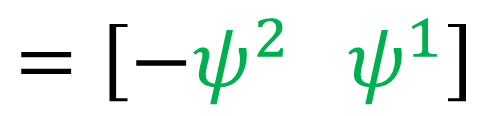 = [−ψ² ψ¹]